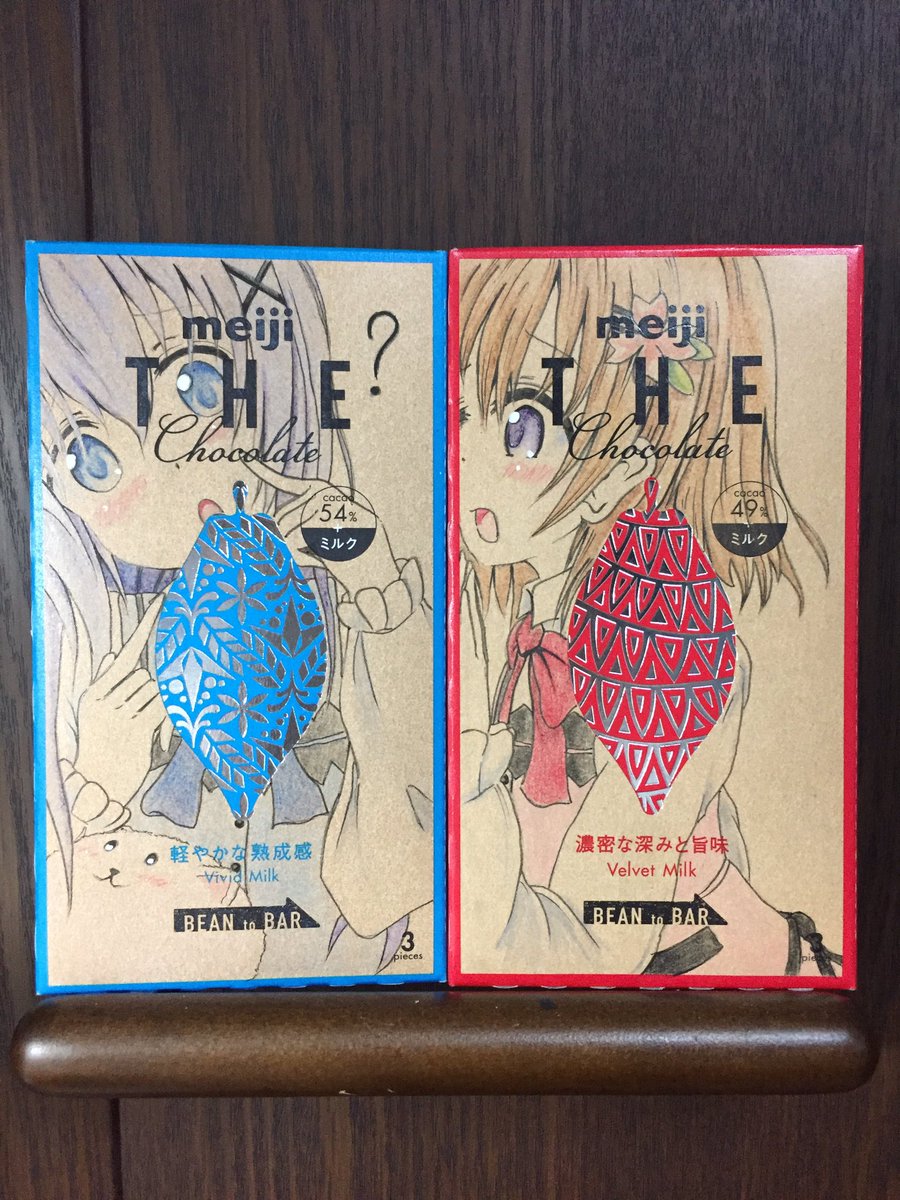 meiji
THE?
Chocolate
cacao
54%
+
ミルク
軽やかな熟成感
Vivid Milk
BEAN to BAR
3
pieces
meiji
THE
Chocolate
cacao
49%
+
ミルク
濃密な深みと旨味
Velvet Milk
BEAN to BAR
3
pieces